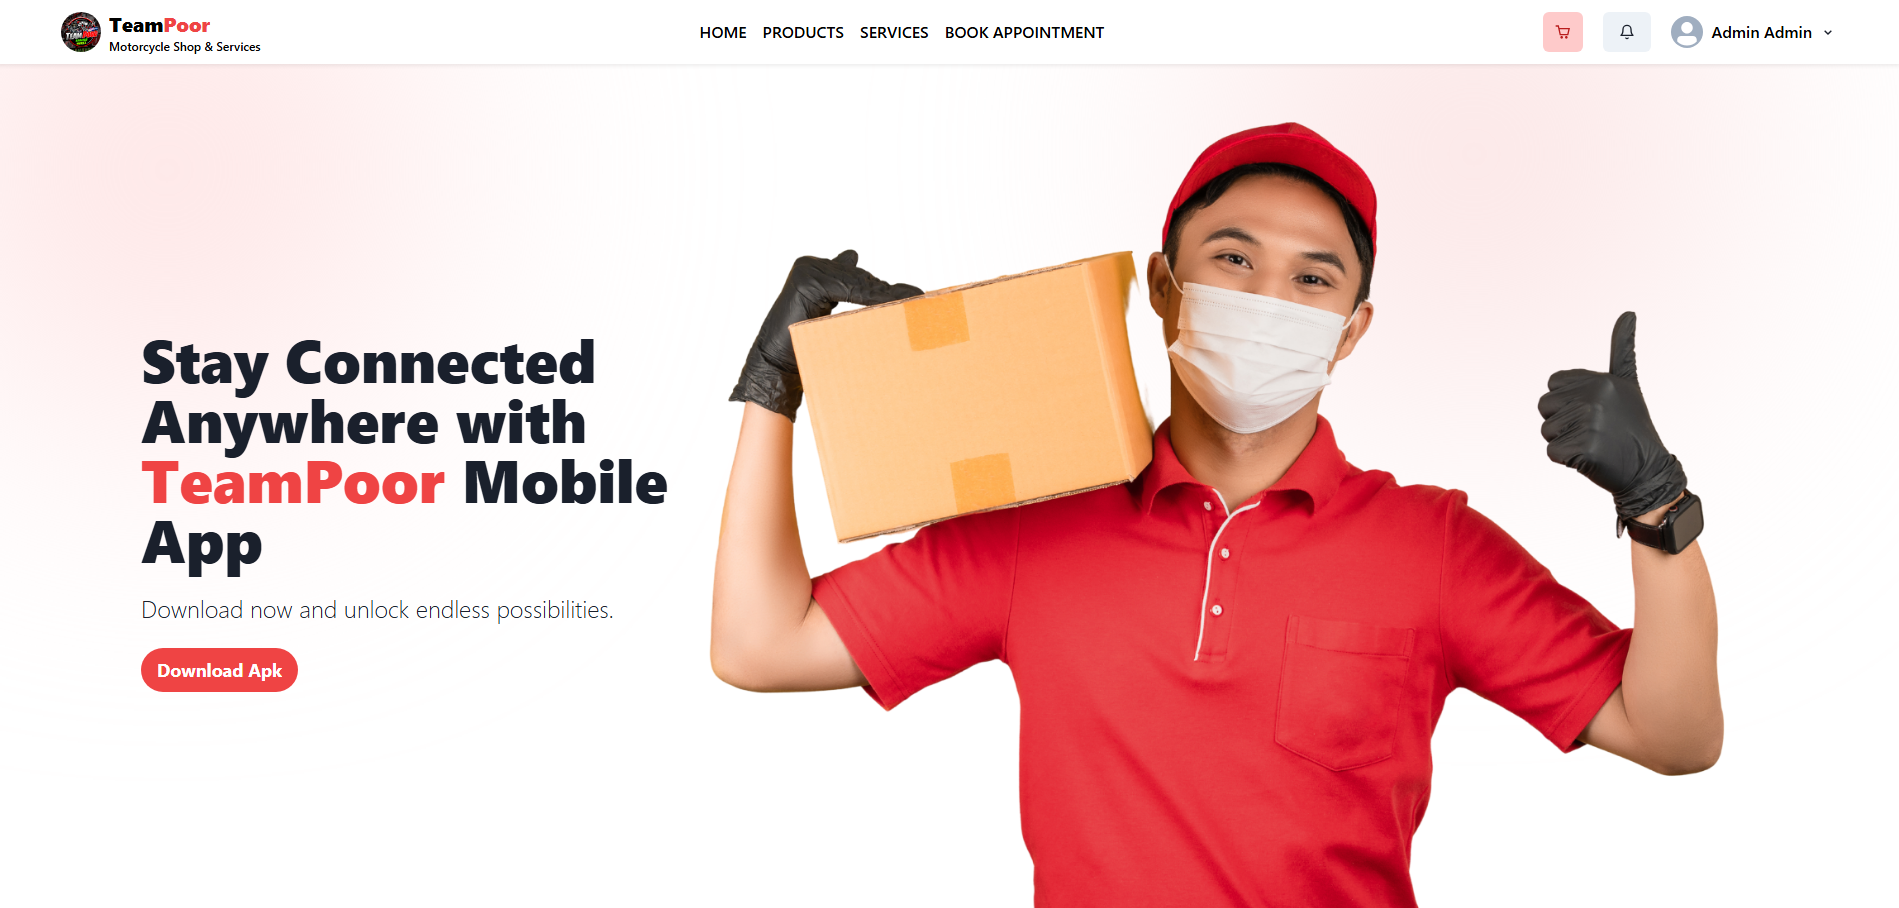 TeamPoor
Motorcycle Shop & Services
HOME PRODUCTS SERVICES BOOK APPOINTMENT
Admin Admin
Stay Connected
Anywhere with
TeamPoor Mobile
App
Download now and unlock endless possibilities.
Download Apk